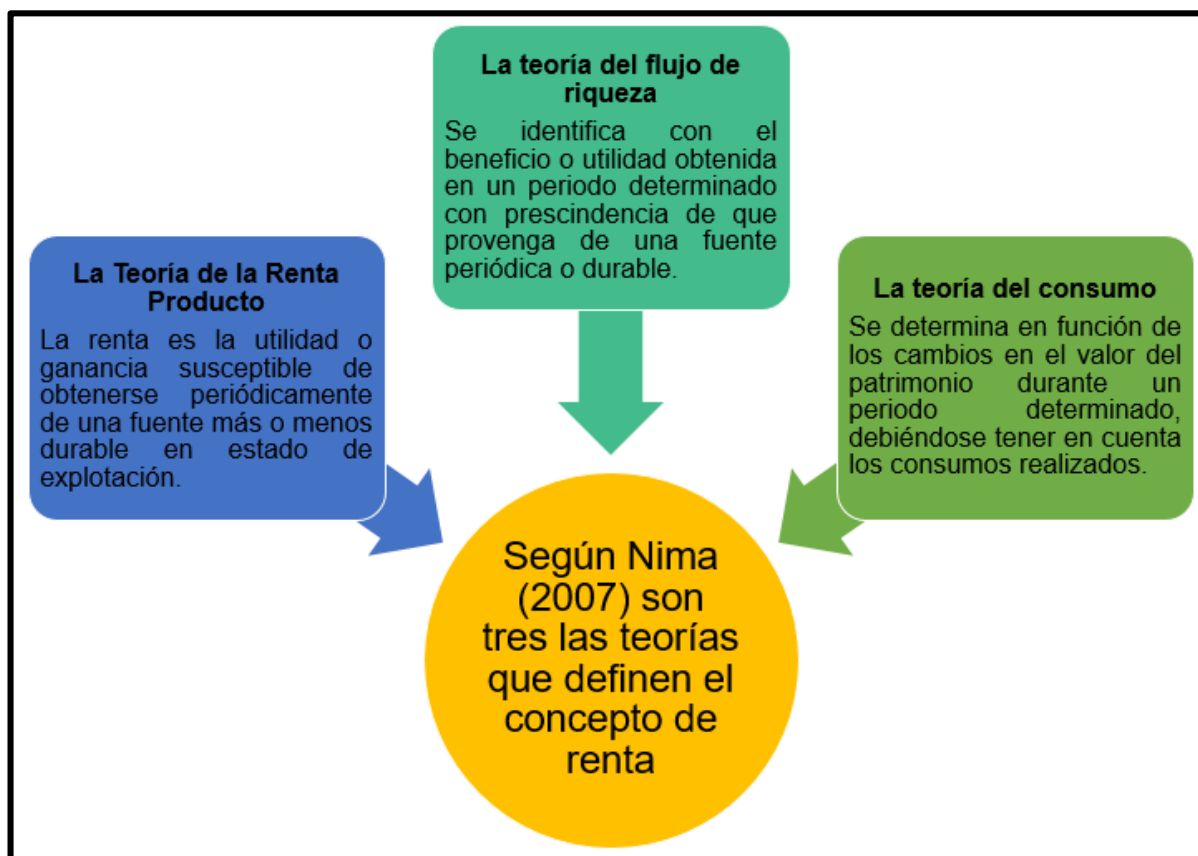 La teoría del flujo de
riqueza
Se identifica con el
beneficio o utilidad obtenida
en un periodo determinado
con prescindencia de que
provenga de una fuente
periódica o durable.
La Teoría de la Renta
Producto
La renta es la utilidad o
ganancia susceptible de
obtenerse periódicamente
de una fuente más o menos
durable en estado de
explotación.
La teoría del consumo
Se determina en función de
los cambios en el valor del
patrimonio durante un
periodo determinado,
debiéndose tener en cuenta
los consumos realizados.
Según Nima
(2007) son
tres las teorías
que definen el
concepto de
renta